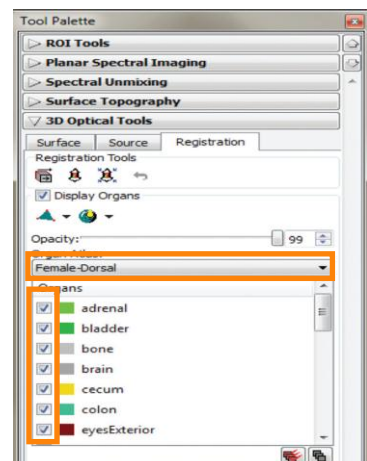 Tool Palette
ROI Tools
Planar Spectral Imaging
Spectral Unmixing
Surface Topography
3D Optical Tools
Surface Source Registration
Registration Tools
Display Organs
Opacity: 99
Female-Dorsal
Organs
adrenal
bladder
bone
brain
cecum
colon
eyesExterior